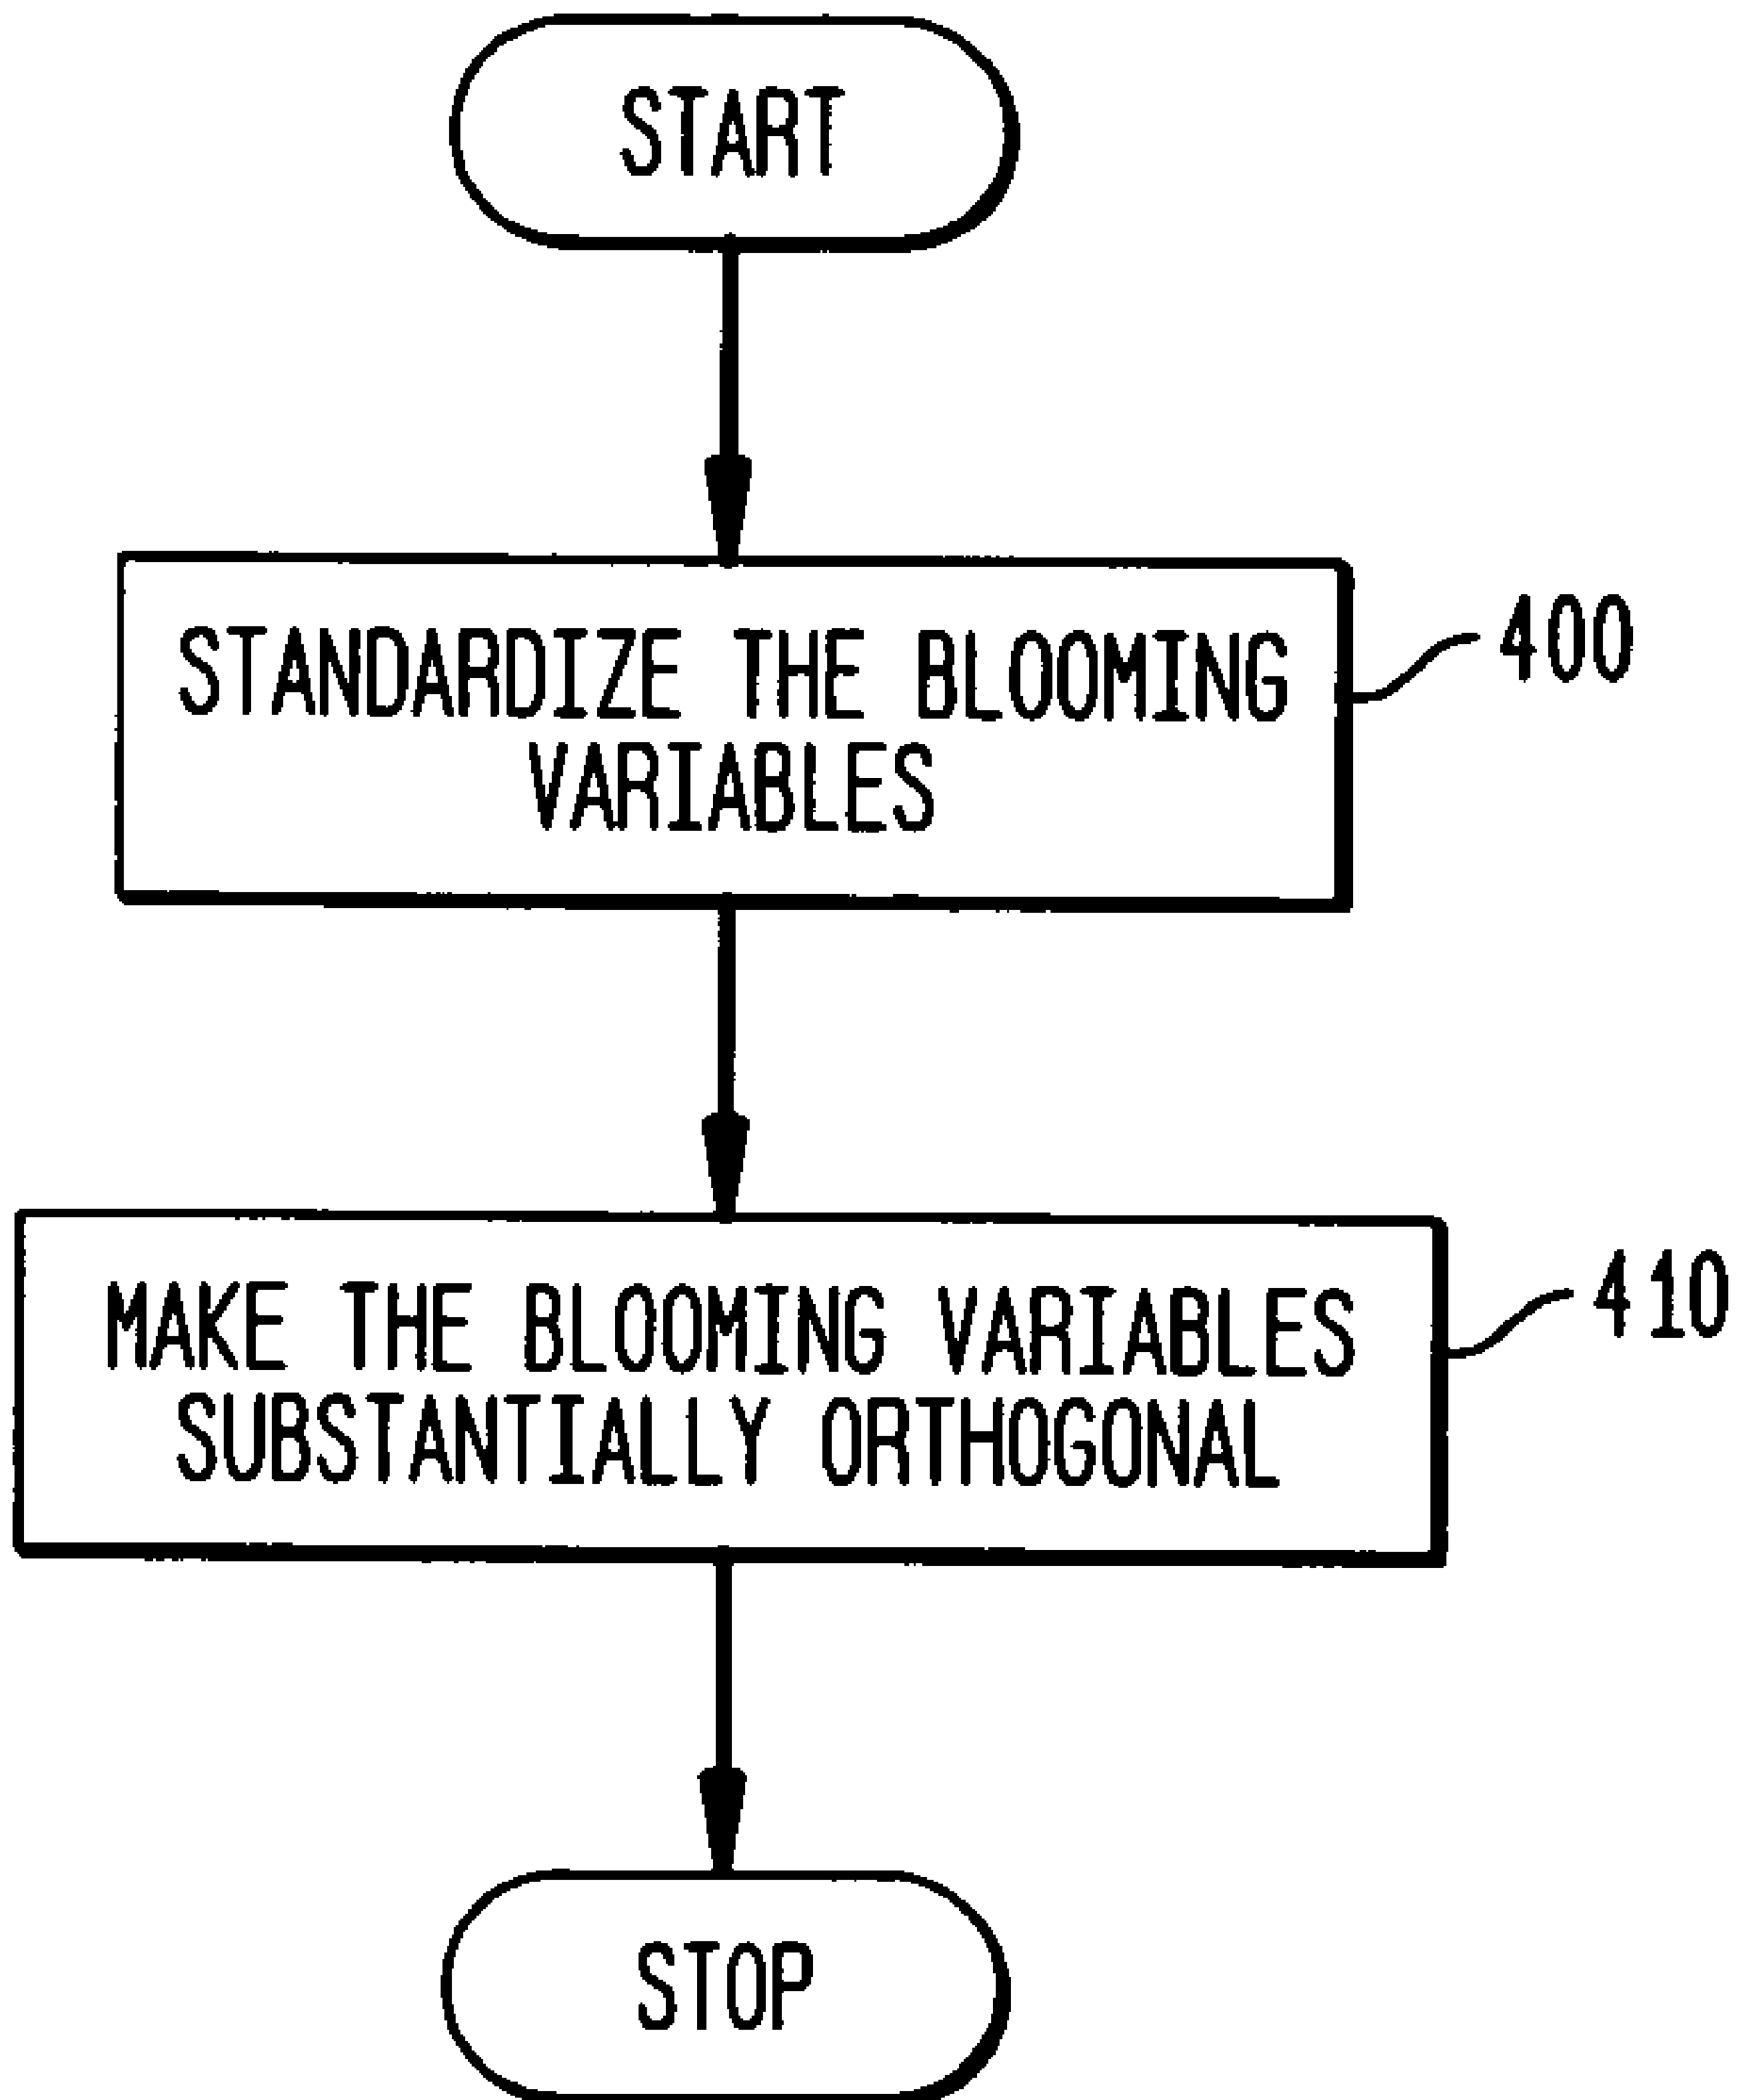 START
STANDARDIZE THE BLOOMING
VARIABLES
400
MAKE THE BLOOMING VARIABLES
SUBSTANTIALLY ORTHOGONAL
410
STOP